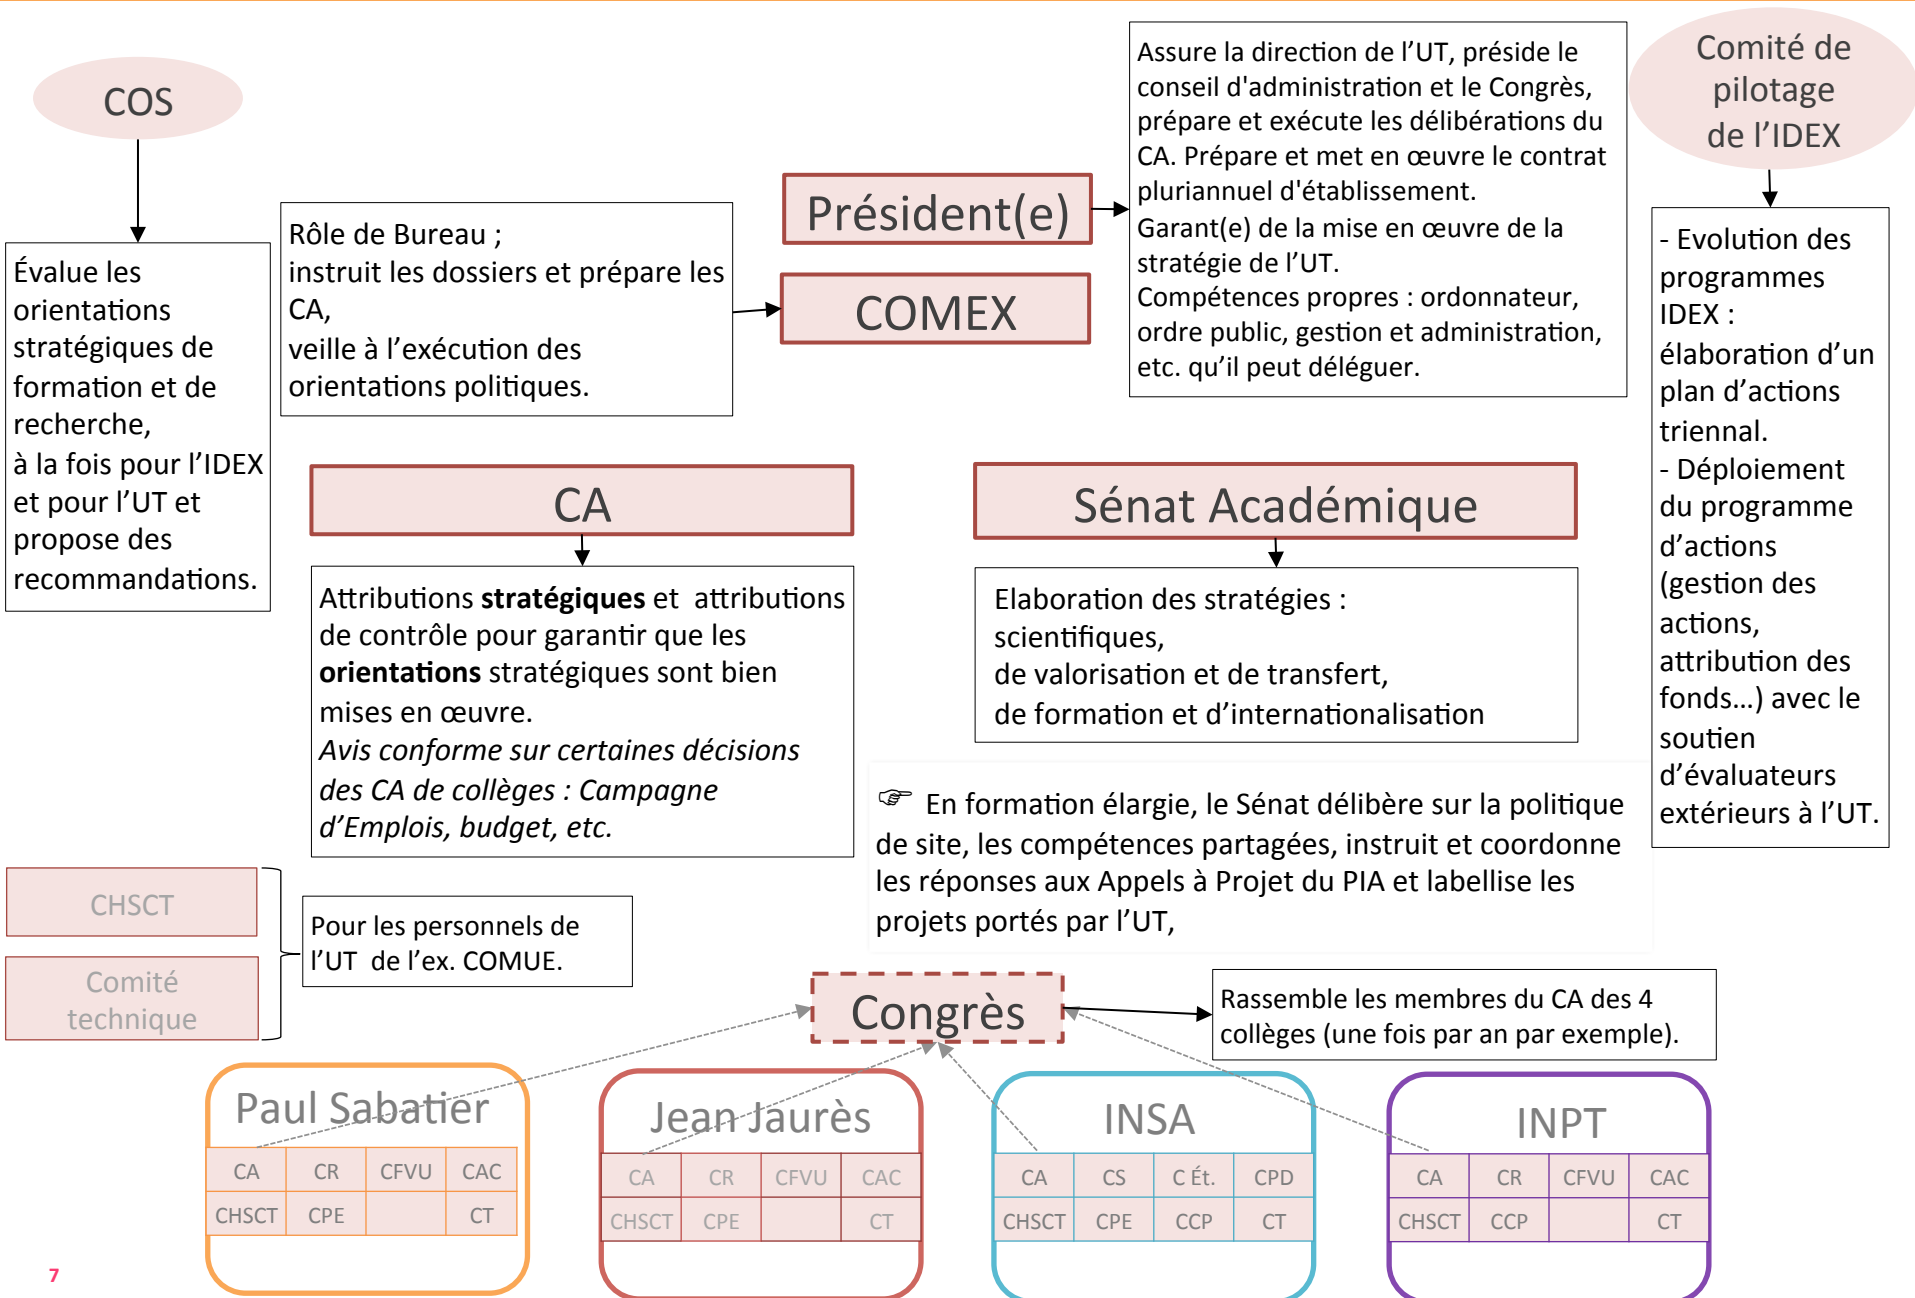 COS
Évalue les
orientations
stratégiques de
formation et de
recherche,
à la fois pour l’IDEX
et pour l’UT et
propose des
recommandations.
Rôle de Bureau ;
instruit les dossiers et prépare les
CA,
veille à l’exécution des
orientations politiques.
Président(e)
COMEX
Assure la direction de l’UT, préside le
conseil d'administration et le Congrès,
prépare et exécute les délibérations du
CA. Prépare et met en œuvre le contrat
pluriannuel d'établissement.
Garant(e) de la mise en œuvre de la
stratégie de l’UT.
Compétences propres : ordonnateur,
ordre public, gestion et administration,
etc. qu’il peut déléguer.
Comité de
pilotage
de l’IDEX
- Evolution des
programmes
IDEX :
élaboration d’un
plan d’actions
triennal.
- Déploiement
du programme
d’actions
(gestion des
actions,
attribution des
fonds…) avec le
soutien
d’évaluateurs
extérieurs à l’UT.
CA
Attributions stratégiques et  attributions
de contrôle pour garantir que les
orientations stratégiques sont bien
mises en œuvre.
Avis conforme sur certaines décisions
des CA de collèges : Campagne
d’Emplois, budget, etc.
Sénat Académique
Elaboration des stratégies :
scientifiques,
de valorisation et de transfert,
de formation et d’internationalisation
☞ En formation élargie, le Sénat délibère sur la politique
de site, les compétences partagées, instruit et coordonne
les réponses aux Appels à Projet du PIA et labellise les
projets portés par l’UT,
CHSCT
Comité
technique
Pour les personnels de
l’UT  de l’ex. COMUE.
Congrès
Rassemble les membres du CA des 4
collèges (une fois par an par exemple).
Paul Sabatier
CA CR CFVU CAC
CHSCT CPE CT
Jean Jaurès
CA CR CFVU CAC
CHSCT CPE CT
INSA
CA CS C Ét. CPD
CHSCT CPE CCP CT
INPT
CA CR CFVU CAC
CHSCT CCP CT
7